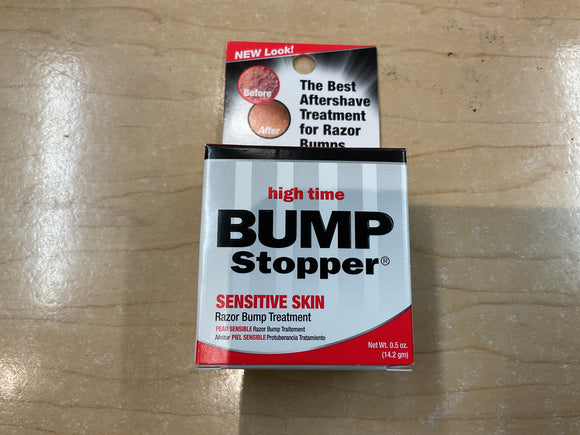 NEW Look!
Before
After
The Best
Aftershave
Treatment
for Razor
Bumps
high time
BUMP
Stopper®
SENSITIVE SKIN
Razor Bump Treatment
PEAU SENSIBLE Razor Bump Traitement
Afeitar PIEL SENSIBLE Protuberancia Tratamiento
Net Wt. 0.5 oz.
(14.2 gm)